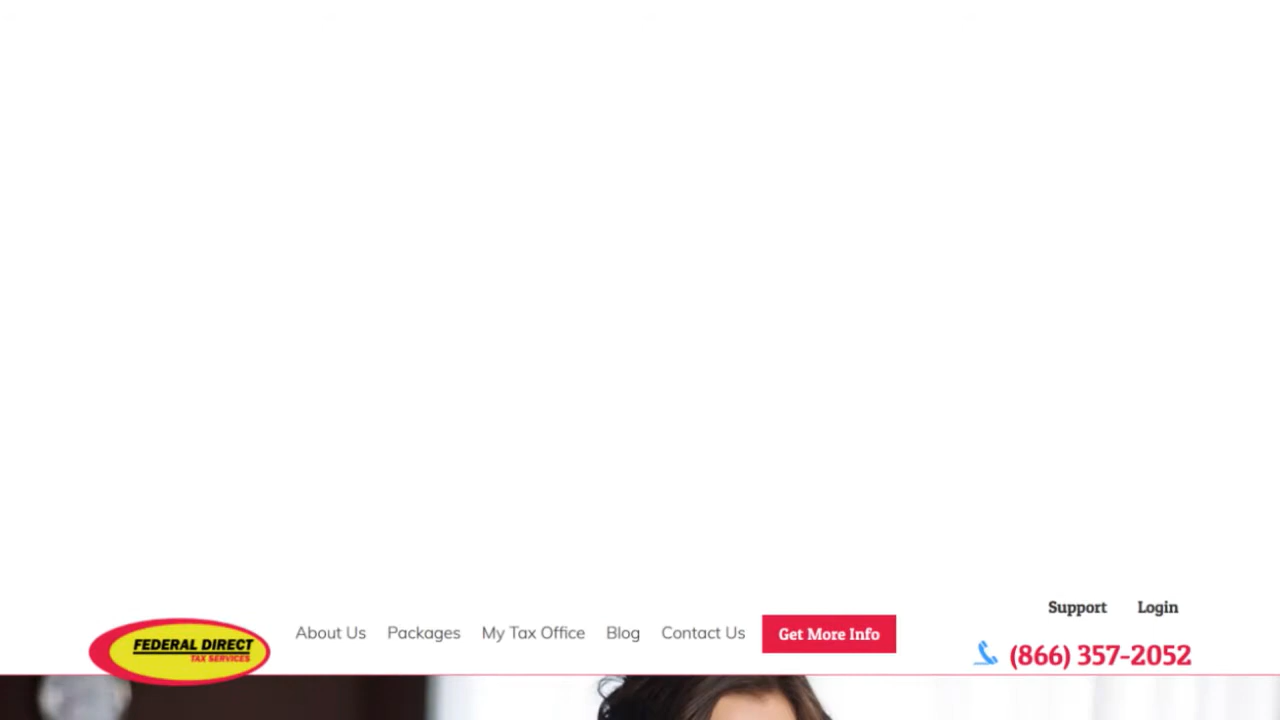 Support Login
FEDERAL DIRECT
TAX SERVICES
About Us Packages My Tax Office Blog Contact Us Get More Info
(866) 357-2052